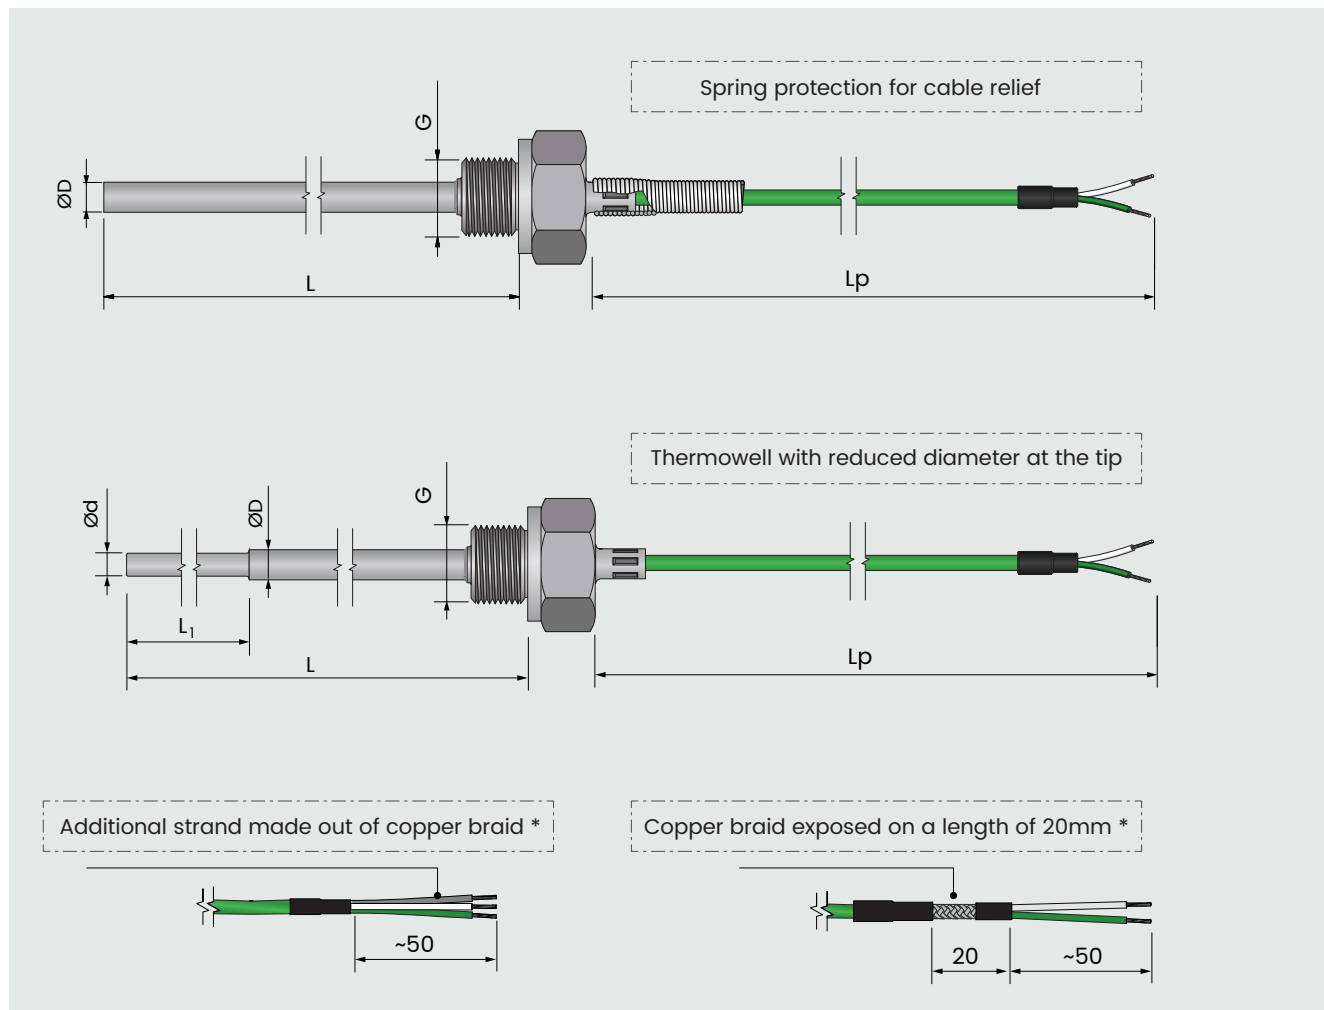 Spring protection for cable relief
G
ØD
L
Lp
Thermowell with reduced diameter at the tip
G
Ød
ØD
L₁
L
Lp
Additional strand made out of copper braid *
Copper braid exposed on a length of 20mm *
~50
20
~50